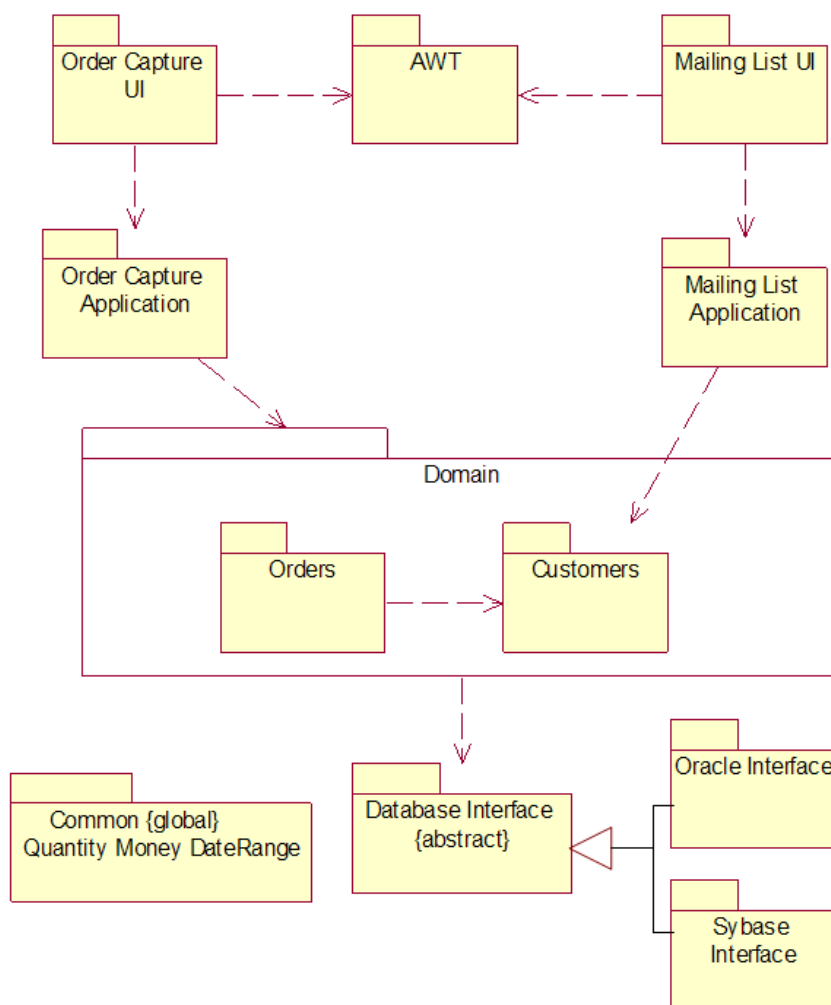 Order Capture
UI
AWT
Mailing List UI
Order Capture
Application
Mailing List
Application
Domain
Orders
Customers
Common {global}
Quantity Money DateRange
Database Interface
{abstract}
Oracle Interface
Sybase
Interface